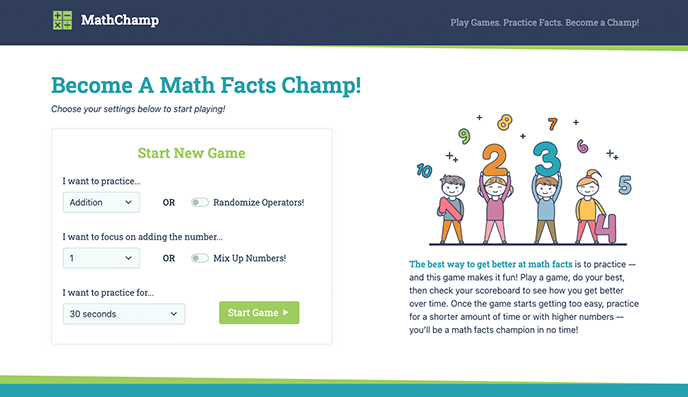 MathChamp
Play Games. Practice Facts. Become a Champ!
Become A Math Facts Champ!
Choose your settings below to start playing!
Start New Game
I want to practice...
Addition OR Randomize Operators!
I want to focus on adding the number...
1 OR Mix Up Numbers!
I want to practice for...
30 seconds Start Game
10 9 8 7 6 5
1 2 3 4
The best way to get better at math facts is to practice —
and this game makes it fun! Play a game, do your best,
then check your scoreboard to see how you get better
over time. Once the game starts getting too easy, practice
for a shorter amount of time or with higher numbers —
you'll be a math facts champion in no time!